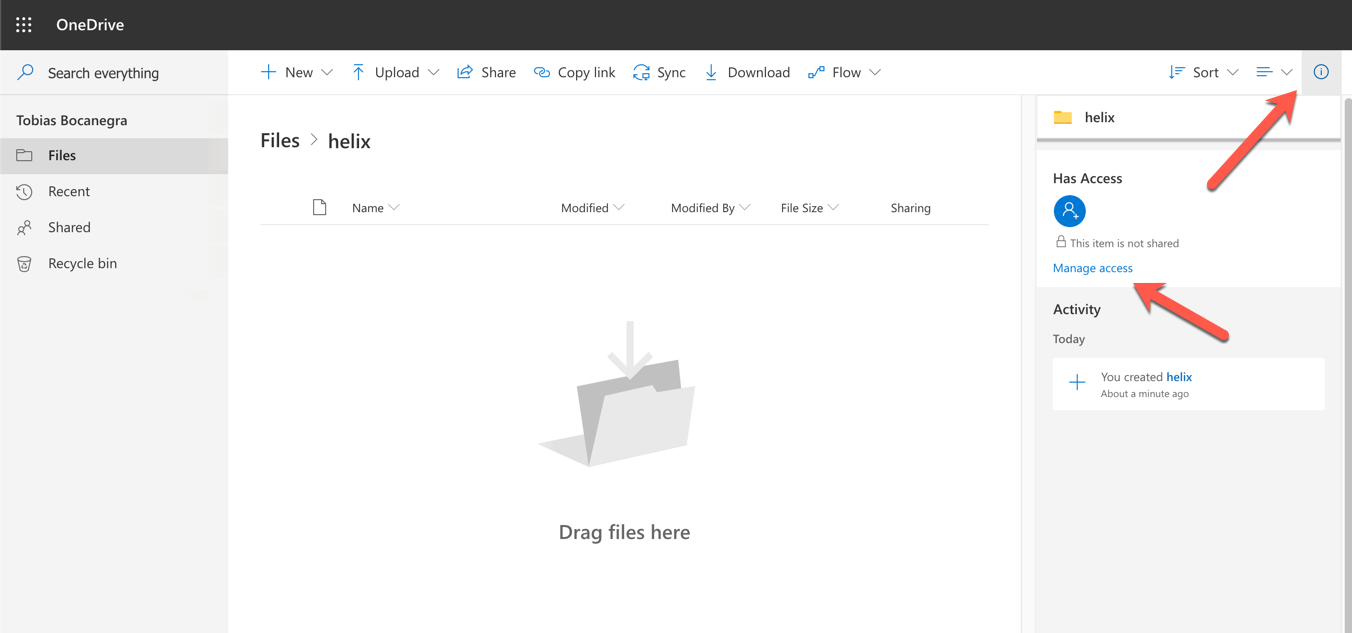 OneDrive
Search everything
New Upload Share Copy link Sync Download Flow Sort
Tobias Bocanegra
Files
Recent
Shared
Recycle bin
Files > helix
Name Modified Modified By File Size Sharing
Drag files here
helix
Has Access
This item is not shared
Manage access
Activity
Today
You created helix
About a minute ago